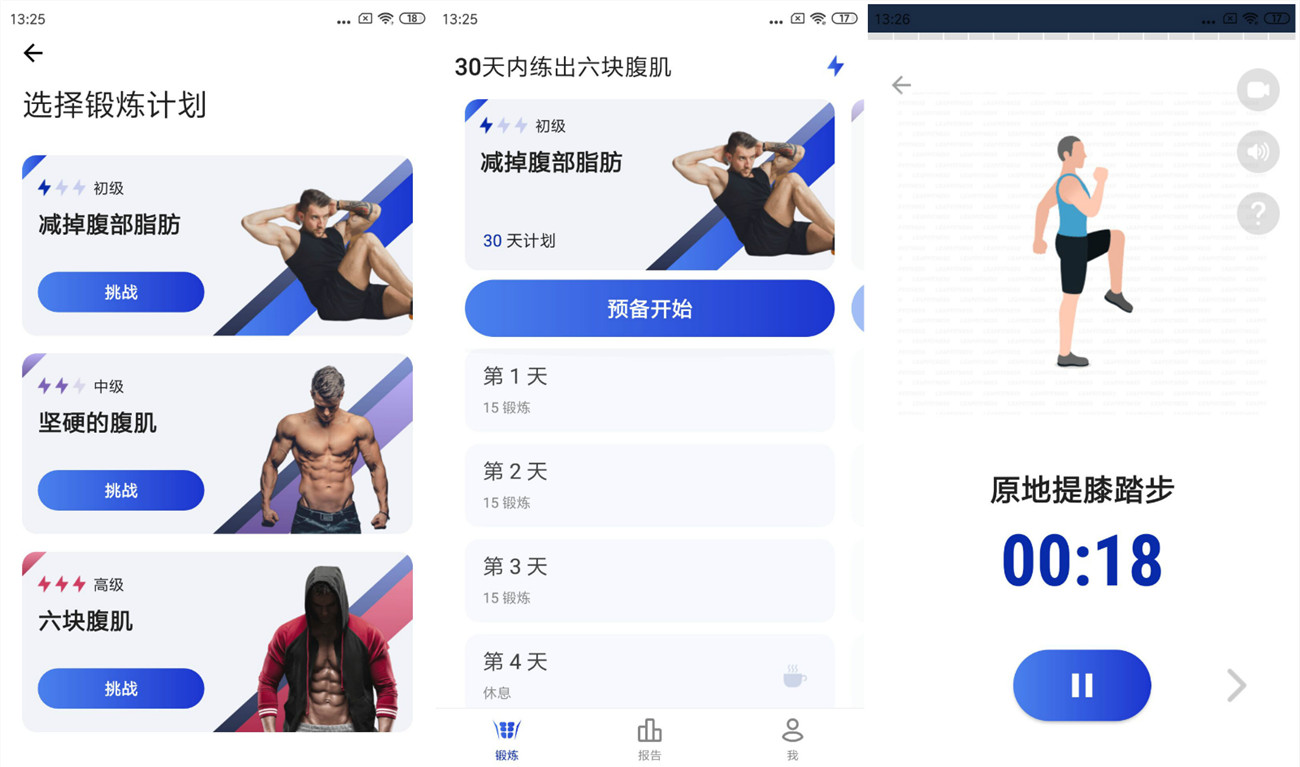 13:25
18
选择锻炼计划
初级
减掉腹部脂肪
挑战
中级
坚硬的腹肌
挑战
高级
六块腹肌
挑战
13:25
17
30天内练出六块腹肌
初级
减掉腹部脂肪
30 天计划
预备开始
第 1 天
15 锻炼
第 2 天
15 锻炼
第 3 天
15 锻炼
第 4 天
休息
锻炼
报告
我
13:26
17
?
原地提膝踏步
00:18